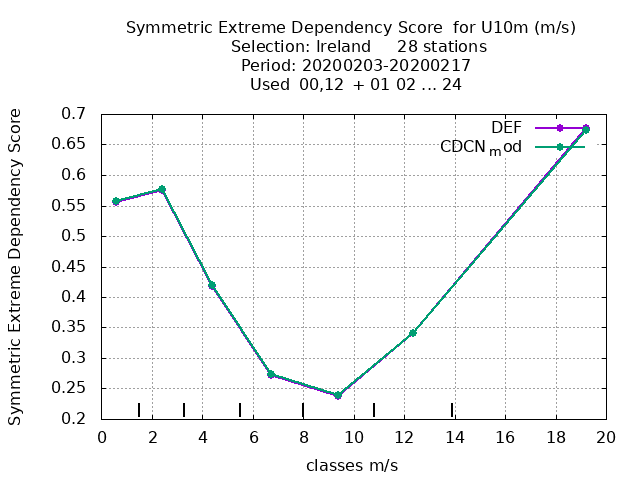 Symmetric Extreme Dependency Score for U10m (m/s)
Selection: Ireland 28 stations
Period: 20200203-20200217
Used 00,12 + 01 02 ... 24
Symmetric Extreme Dependency Score
0.7
0.65
0.6
0.55
0.5
0.45
0.4
0.35
0.3
0.25
0.2
DEF
CDCNmod
0 2 4 6 8 10 12 14 16 18 20
classes m/s